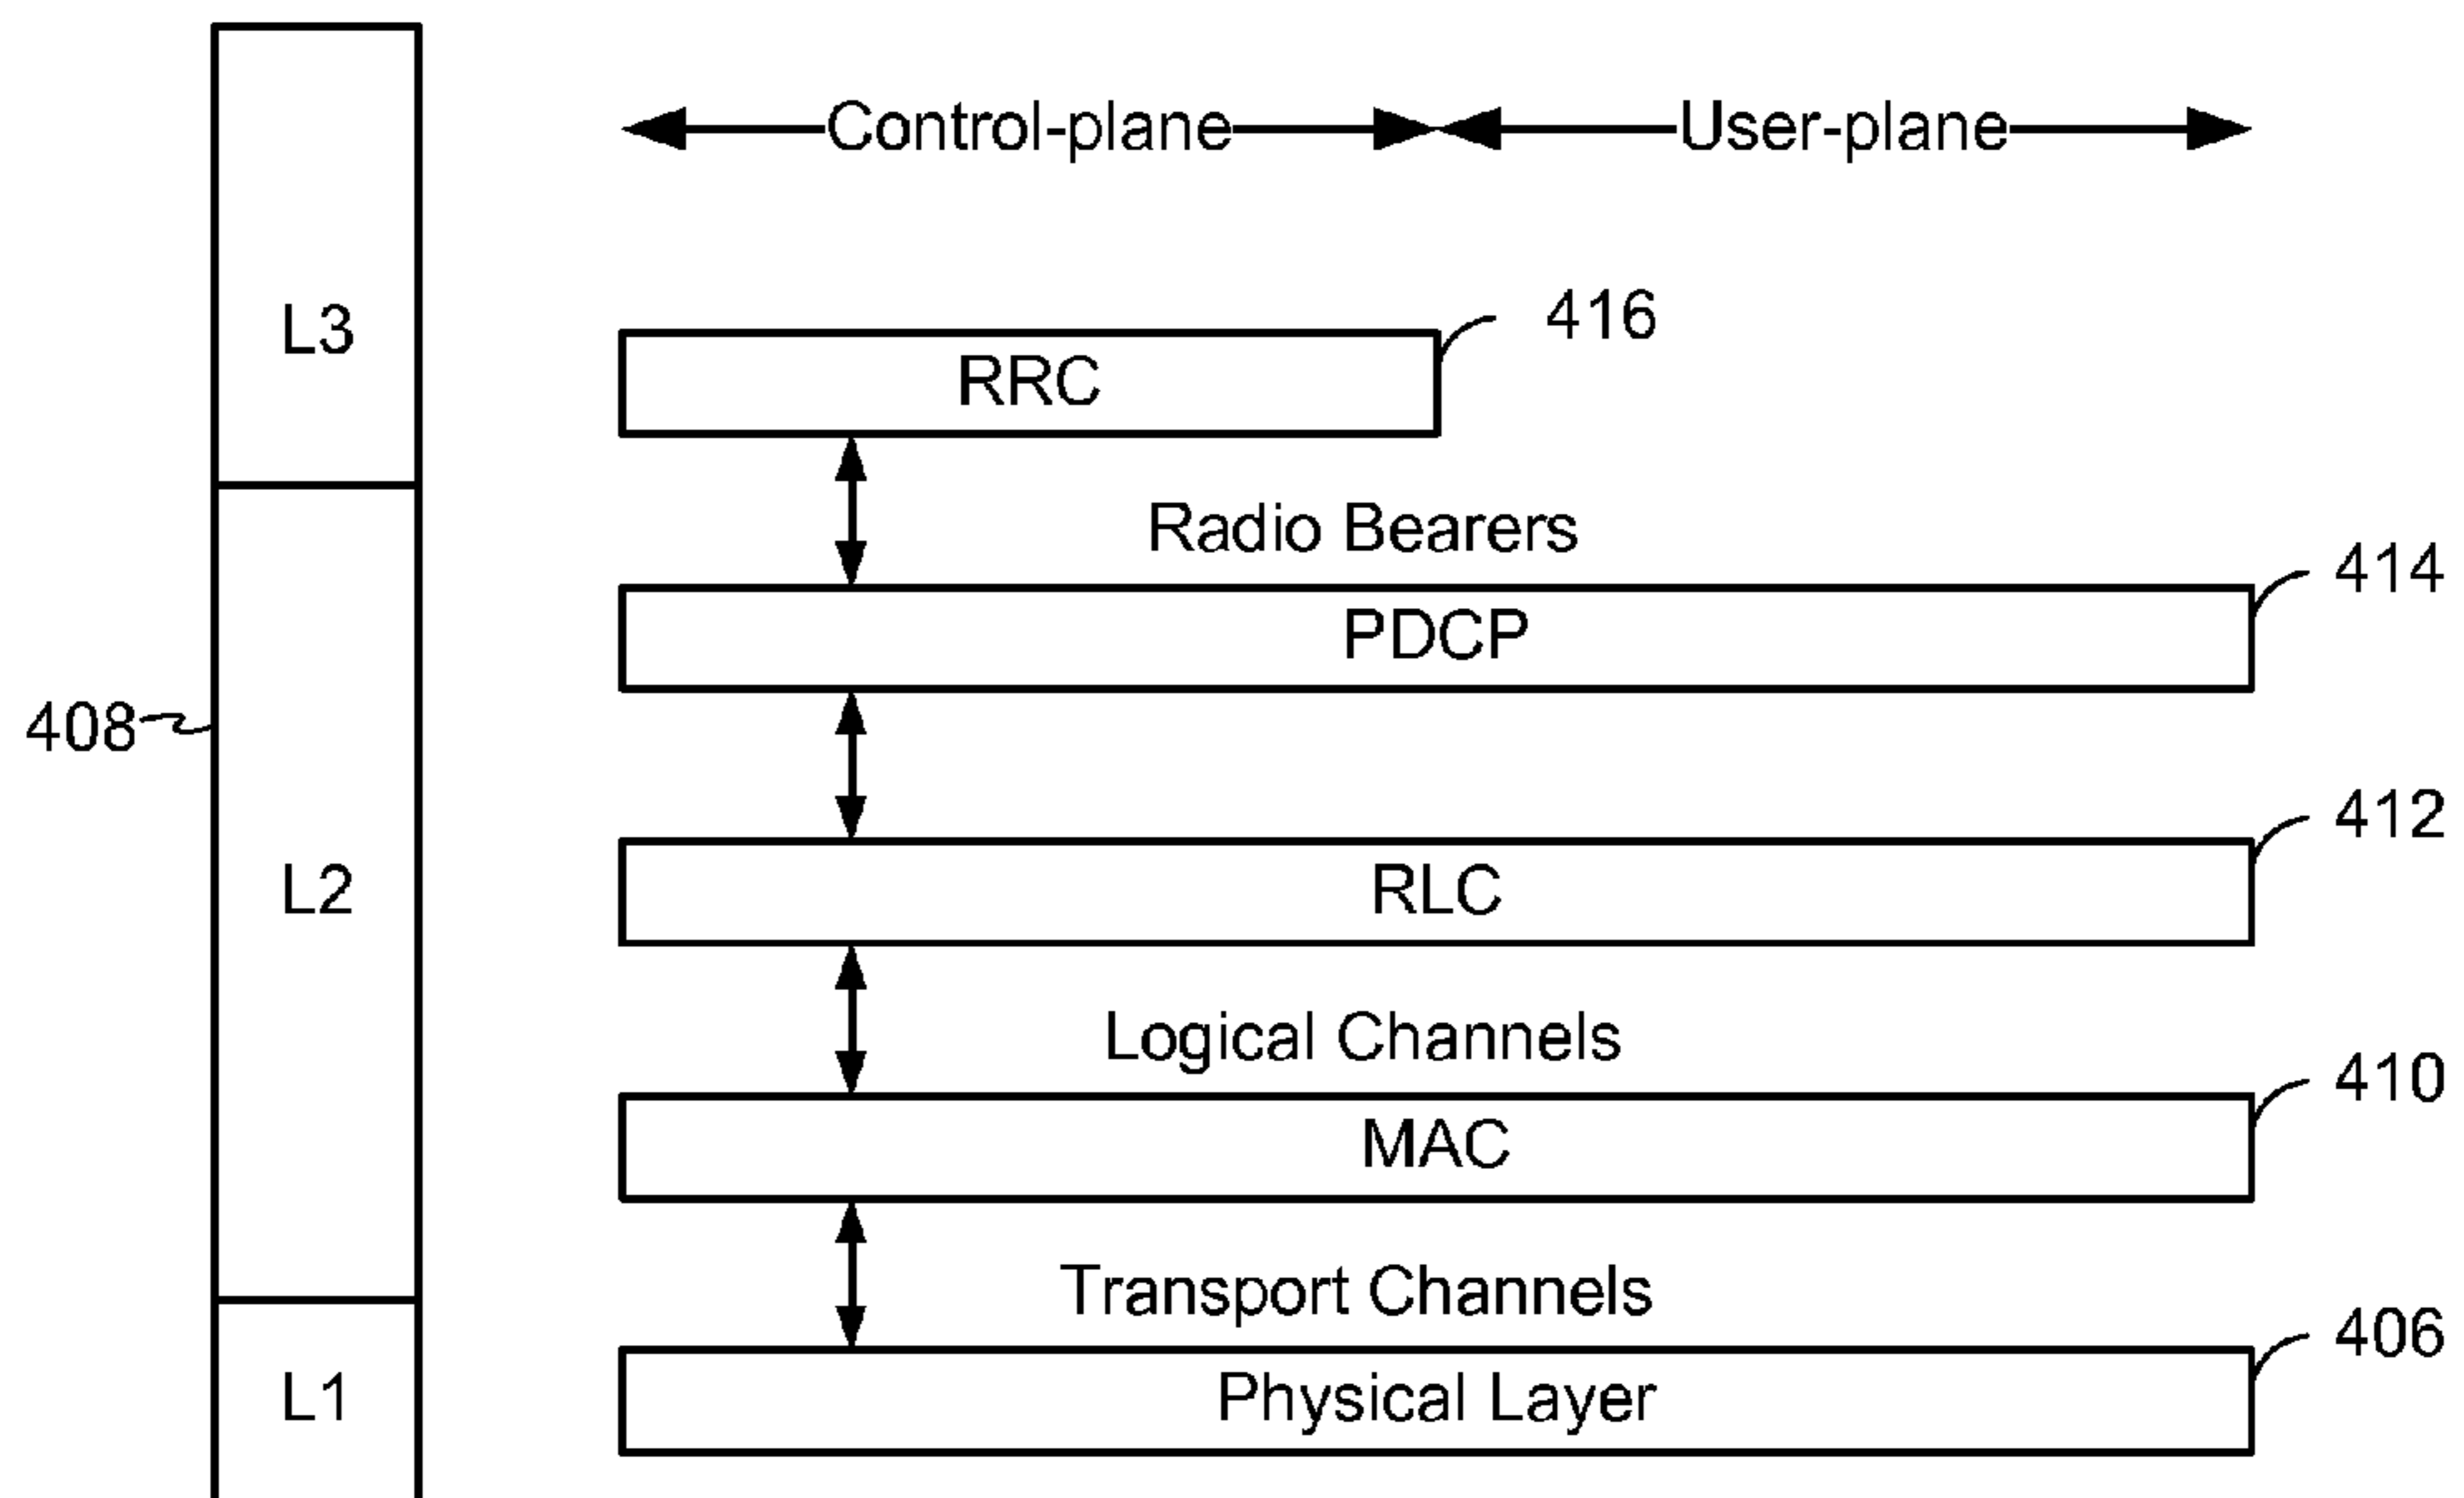 Control-plane User-plane
L3
416
RRC
Radio Bearers
414
PDCP
408
412
L2
RLC
Logical Channels
410
MAC
Transport Channels
406
L1
Physical Layer